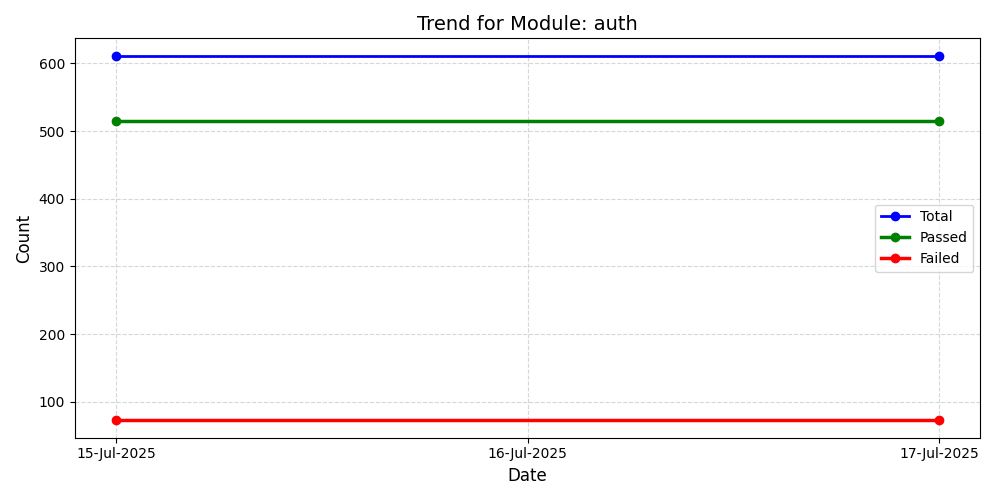 Trend for Module: auth
600
500
400
300
200
100
Count
Total
Passed
Failed
15-Jul-2025
16-Jul-2025
17-Jul-2025
Date